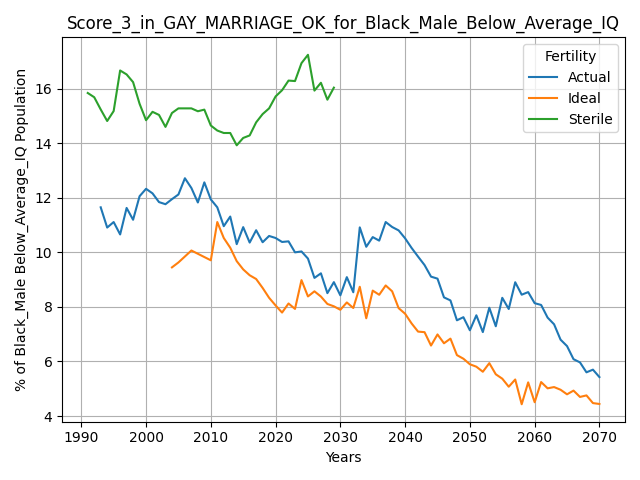 Score_3_in_GAY_MARRIAGE_OK_for_Black_Male_Below_Average_IQ
Fertility
Actual
Ideal
Sterile
% of Black_Male Below_Average_IQ Population
16
14
12
10
8
6
4
1990 2000 2010 2020 2030 2040 2050 2060 2070
Years